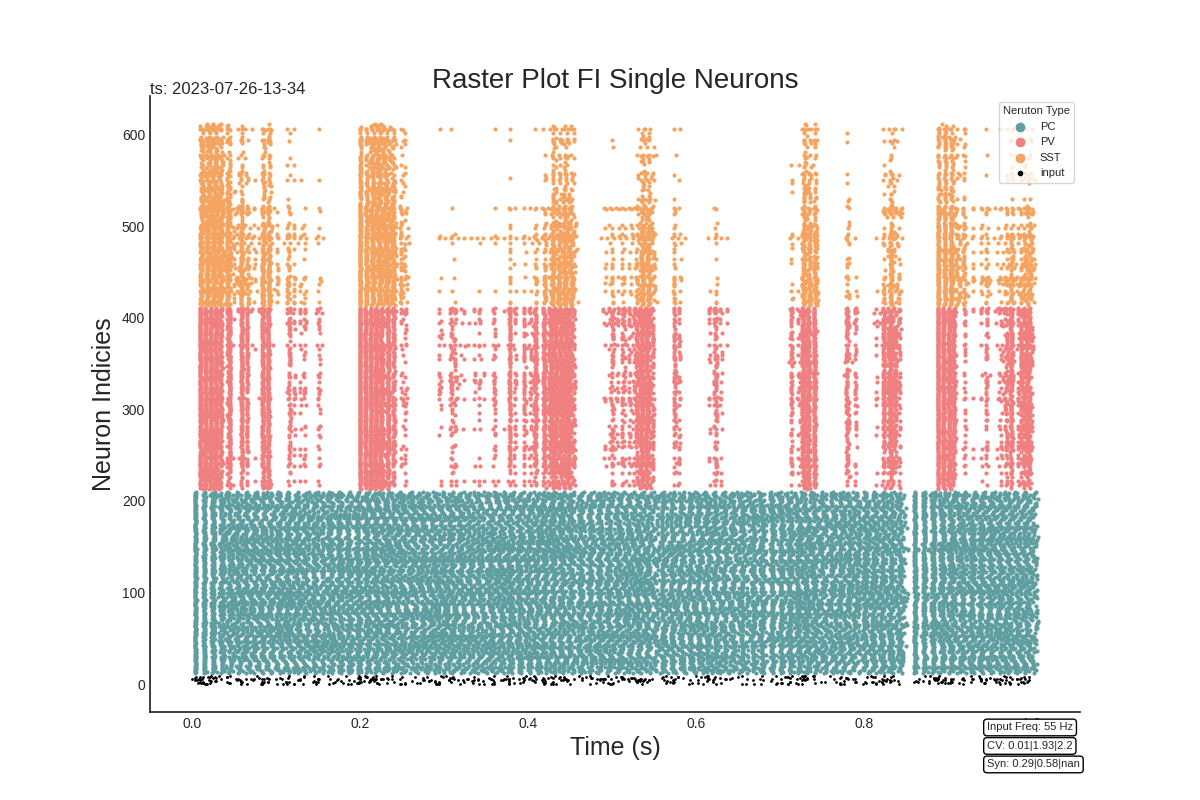 Raster Plot FI Single Neurons
ts: 2023-07-26-13-34
Neruton Type
PC
PV
SST
input
Neuron Indicies
600
500
400
300
200
100
0
0.0 0.2 0.4 0.6 0.8
Time (s)
Input Freq: 55 Hz
CV: 0.01|1.93|2.2
Syn: 0.29|0.58|nan